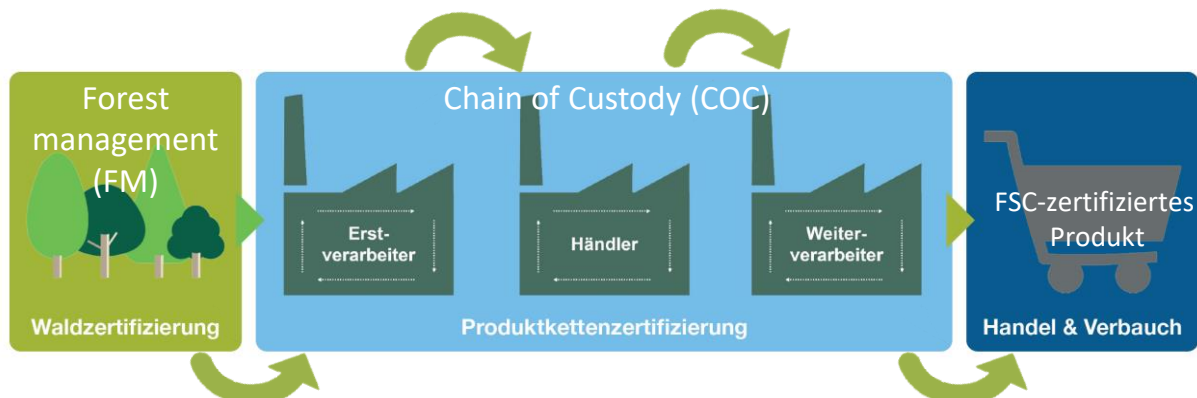 Forest
management
(FM)
Waldzertifizierung
Chain of Custody (COC)
Erst-
verarbeiter
Händler
Weiter-
verarbeiter
Produktkettenzertifizierung
FSC-zertifiziertes
Produkt
Handel & Verbauch